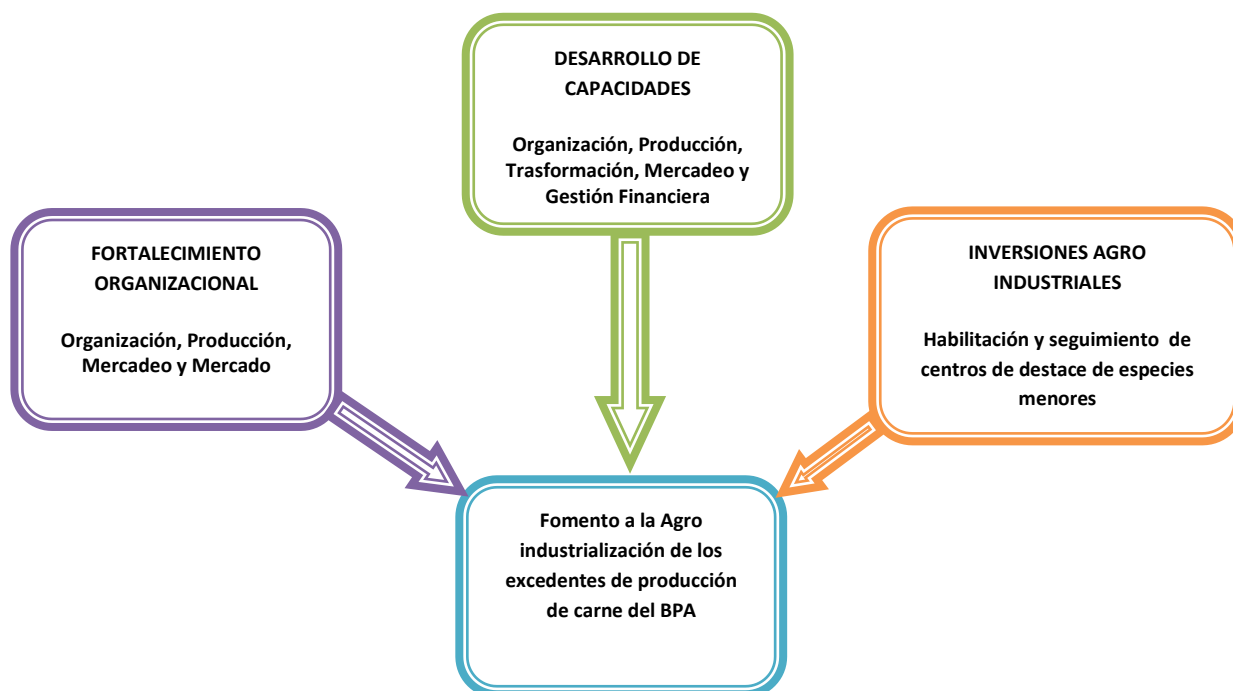 DESARROLLO DE
CAPACIDADES
Organización, Producción,
Trasformación, Mercadeo y
Gestión Financiera
FORTALECIMIENTO
ORGANIZACIONAL
Organización, Producción,
Mercadeo y Mercado
INVERSIONES AGRO
INDUSTRIALES
Habilitación y seguimiento de
centros de destace de especies
menores
Fomento a la Agro
industrialización de los
excedentes de producción
de carne del BPA